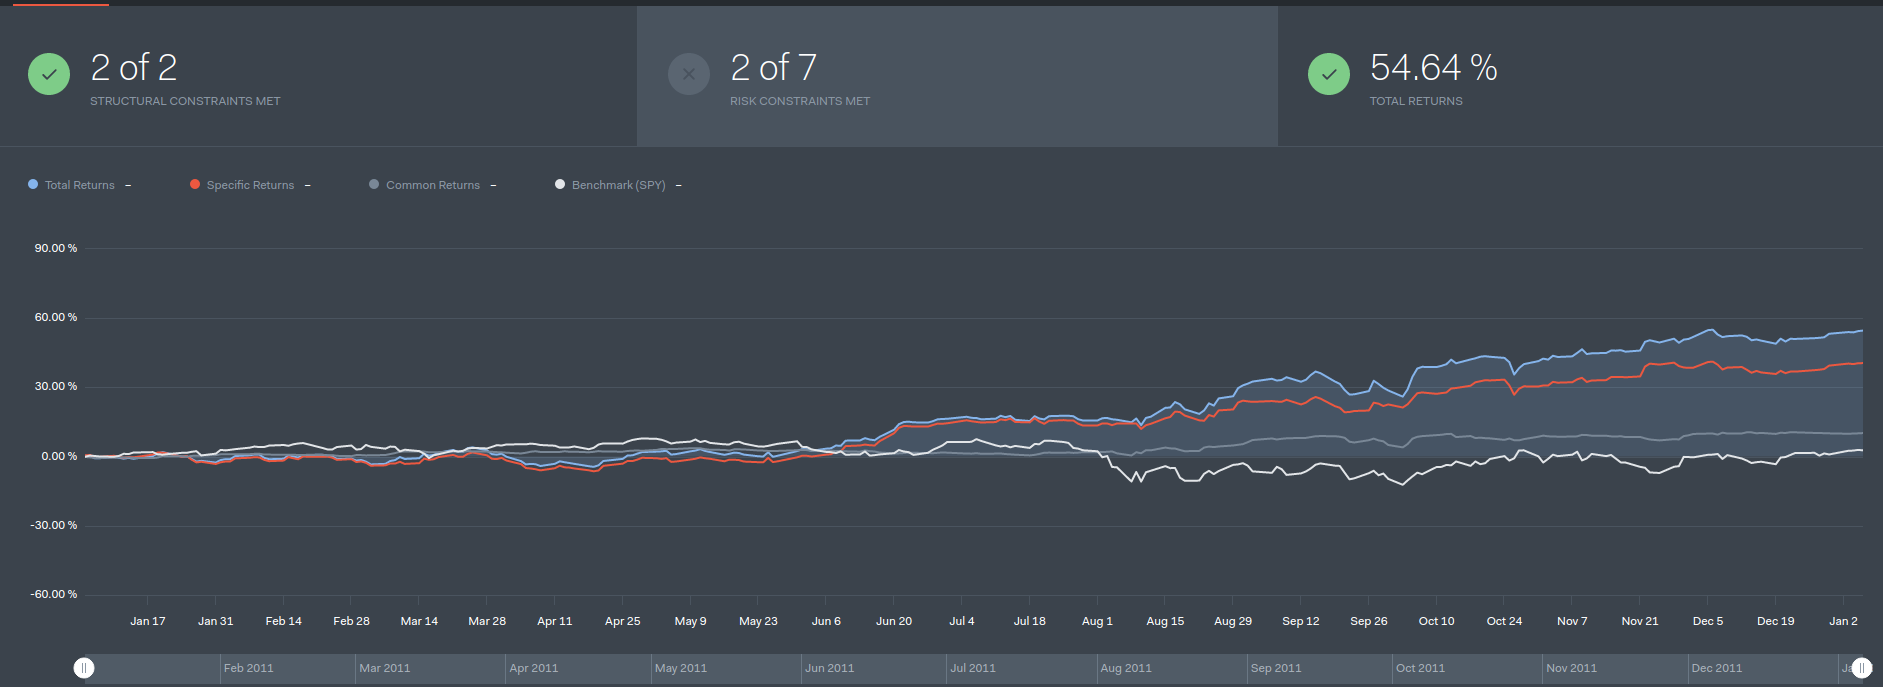 2 of 2
STRUCTURAL CONSTRAINTS MET
2 of 7
RISK CONSTRAINTS MET
54.64 %
TOTAL RETURNS
Total Returns –
Specific Returns –
Common Returns –
Benchmark (SPY) –
90.00 %
60.00 %
30.00 %
0.00 %
-30.00 %
-60.00 %
Jan 17 Jan 31 Feb 14 Feb 28 Mar 14 Mar 28 Apr 11 Apr 25 May 9 May 23 Jun 6 Jun 20 Jul 4 Jul 18 Aug 1 Aug 15 Aug 29 Sep 12 Sep 26 Oct 10 Oct 24 Nov 7 Nov 21 Dec 5 Dec 19 Jan 2
Feb 2011 Mar 2011 Apr 2011 May 2011 Jun 2011 Jul 2011 Aug 2011 Sep 2011 Oct 2011 Nov 2011 Dec 2011